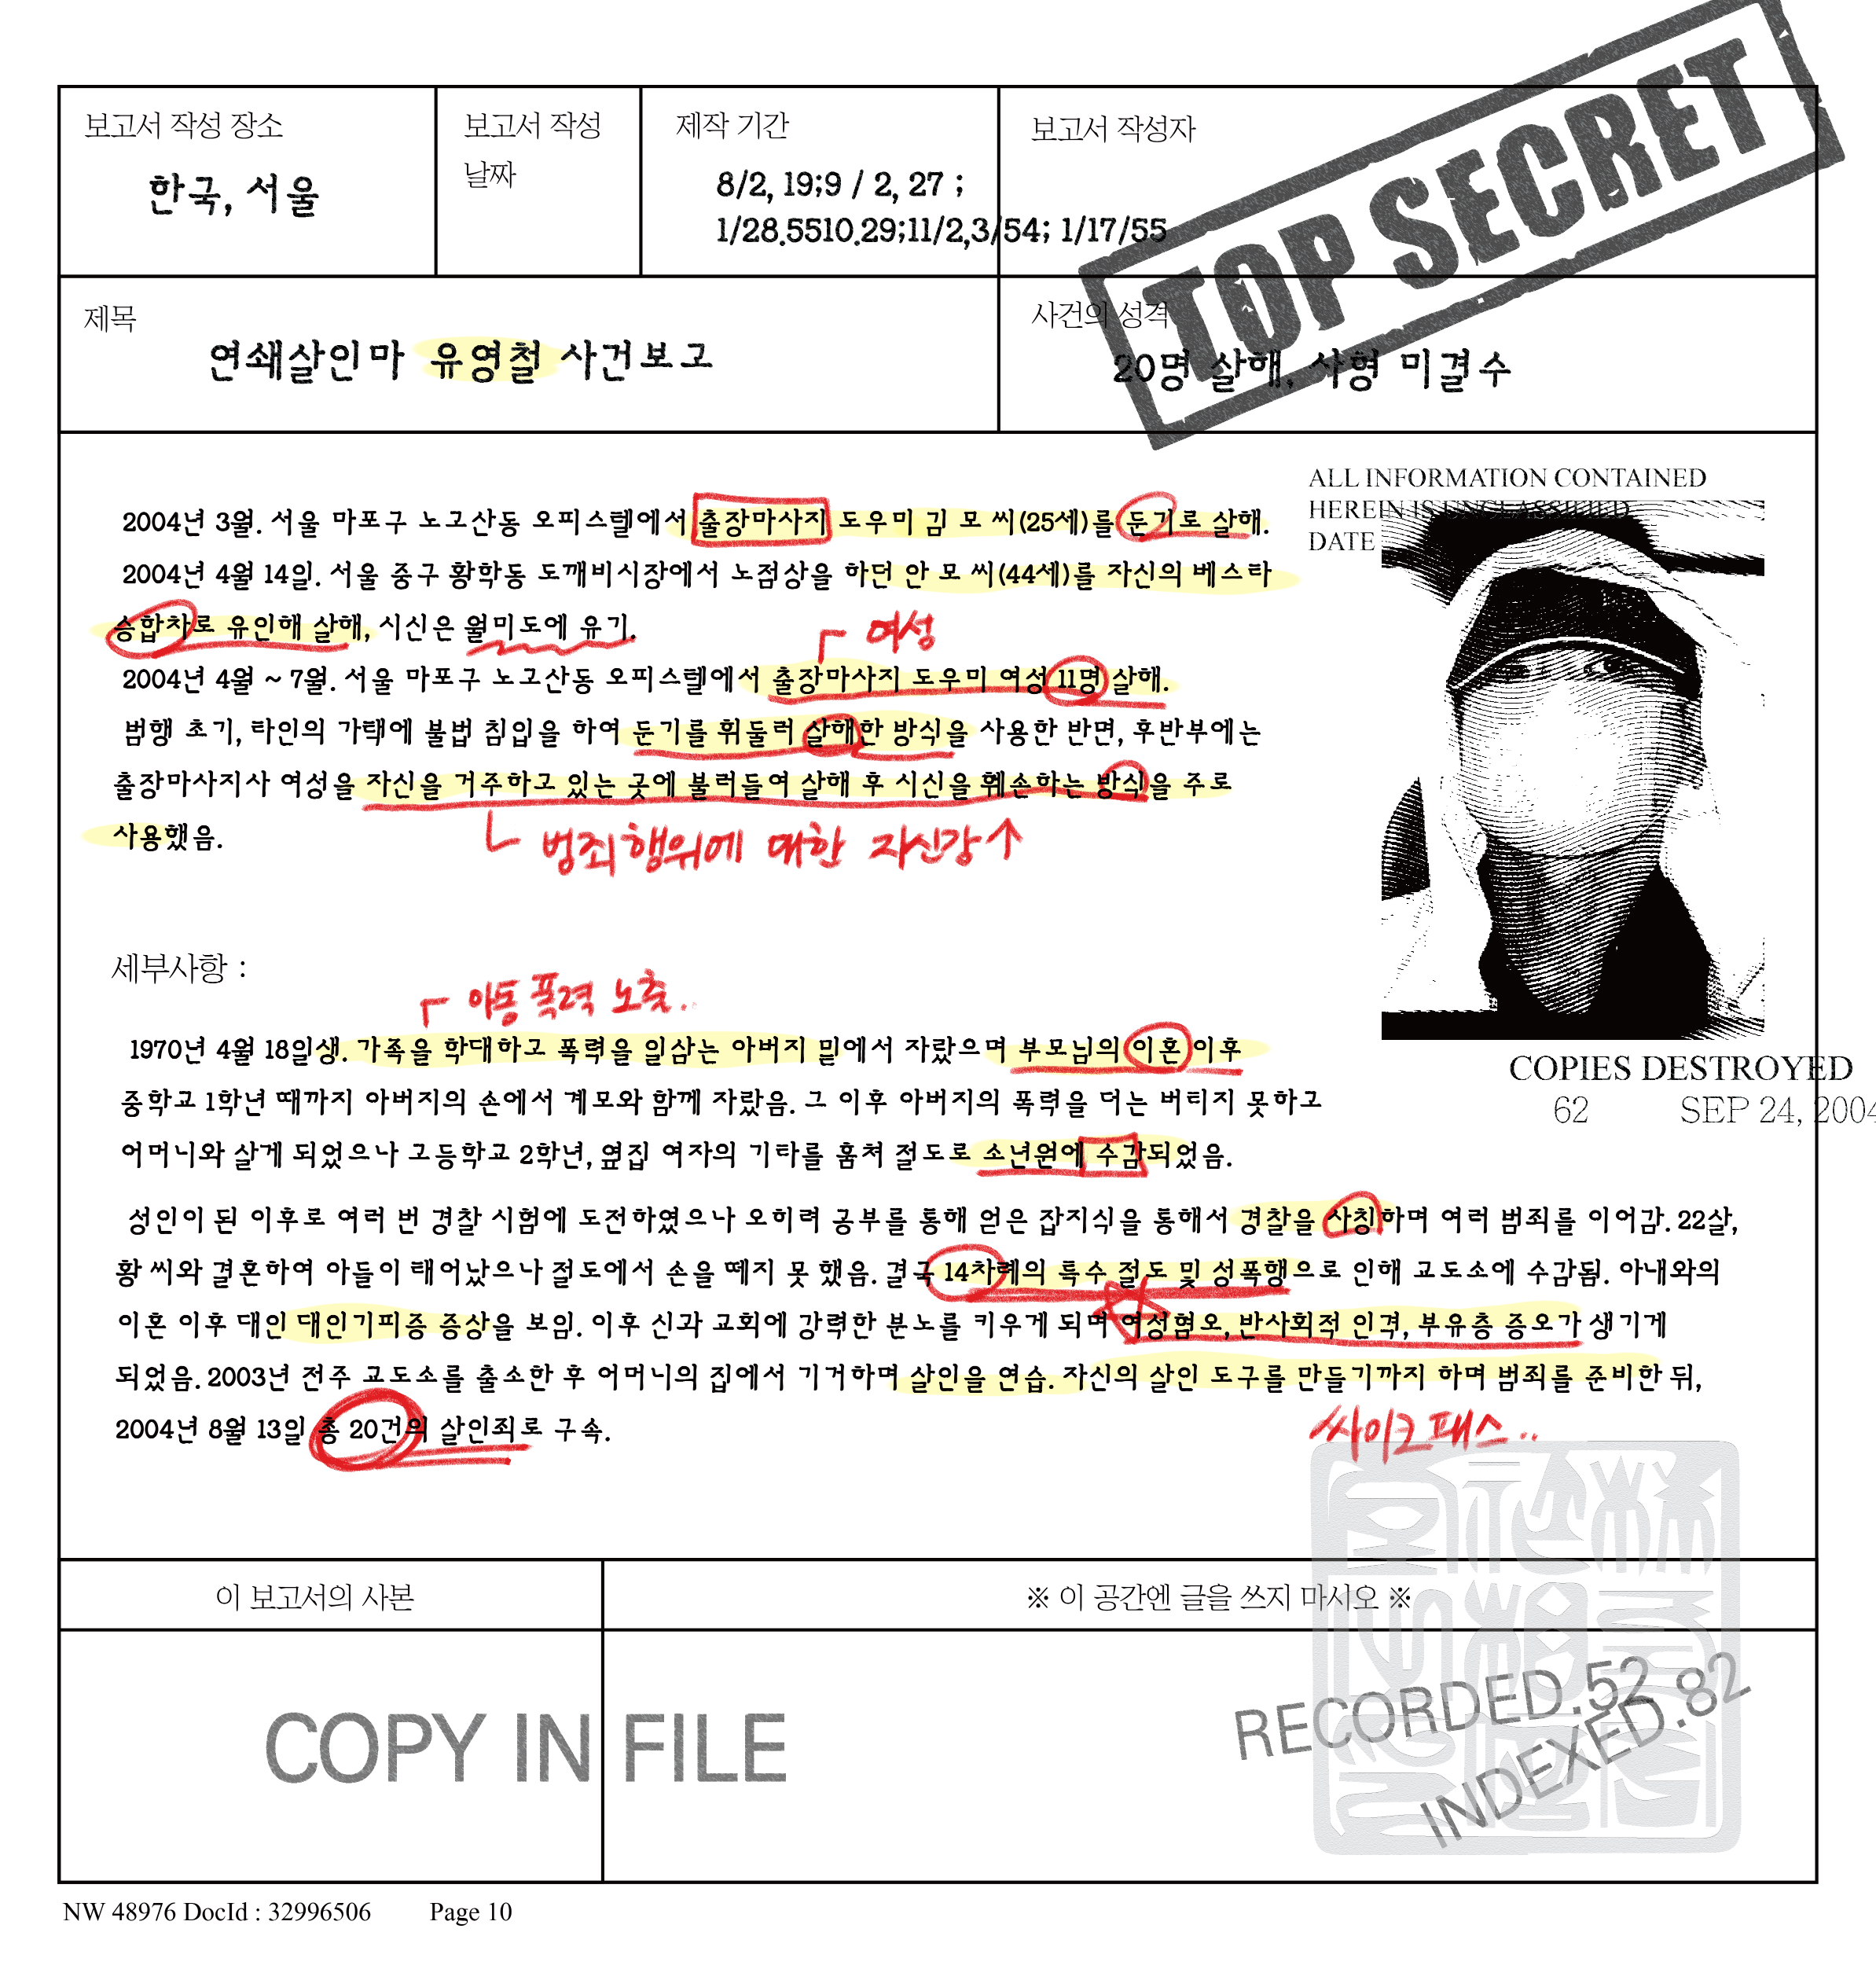 TOP SECRET
보고서 작성 장소
한국, 서울
보고서 작성
날짜
제작 기간
8/2, 19;9 / 2, 27 ;
1/28.5510.29;11/2,3/54; 1/17/55
보고서 작성자
제목
연쇄살인마 유영철 사건보고
사건의 성격
20명 살해, 사형 미결수
ALL INFORMATION CONTAINED
HEREIN IS UNCLASSIFIED
DATE
2004년 3월. 서울 마포구 노고산동 오피스텔에서 출장마사지 도우미 김 모 씨(25세)를 둔기로 살해.
2004년 4월 14일. 서울 중구 황학동 도깨비시장에서 노점상을 하던 안 모 씨(44세)를 자신의 베스타
승합차로 유인해 살해, 시신은 월미도에 유기.
여성
2004년 4월 ~ 7월. 서울 마포구 노고산동 오피스텔에서 출장마사지 도우미 여성 11명 살해.
범행 초기, 타인의 가택에 불법 침입을 하여 둔기를 휘둘러 살해한 방식을 사용한 반면, 후반부에는
출장마사지사 여성을 자신을 거주하고 있는 곳에 불러들여 살해 후 시신을 훼손하는 방식을 주로
사용했음.
범죄행위에 대한 자신감↑
COPIES DESTROYED
62 SEP 24, 2004
세부사항 :
아동폭력 노출..
1970년 4월 18일생. 가족을 학대하고 폭력을 일삼는 아버지 밑에서 자랐으며 부모님의 이혼 이후
중학교 1학년 때까지 아버지의 손에서 계모와 함께 자랐음. 그 이후 아버지의 폭력을 더는 버티지 못하고
어머니와 살게 되었으나 고등학교 2학년, 옆집 여자의 기타를 훔쳐 절도로 소년원에 수감되었음.
성인이 된 이후로 여러 번 경찰 시험에 도전하였으나 오히려 공부를 통해 얻은 잡지식을 통해서 경찰을 사칭하며 여러 범죄를 이어감. 22살,
황 씨와 결혼하여 아들이 태어났으나 절도에서 손을 떼지 못 했음. 결국 14차례의 특수 절도 및 성폭행으로 인해 교도소에 수감됨. 아내와의
이혼 이후 대인 대인기피증 증상을 보임. 이후 신과 교회에 강력한 분노를 키우게 되며 여성혐오, 반사회적 인격, 부유층 증오가 생기게
되었음. 2003년 전주 교도소를 출소한 후 어머니의 집에서 기거하며 살인을 연습. 자신의 살인 도구를 만들기까지 하며 범죄를 준비한 뒤,
2004년 8월 13일 총 20건의 살인죄로 구속.
싸이코패스..
이 보고서의 사본
※ 이 공간엔 글을 쓰지 마시오 ※
COPY IN FILE
RECORDED.52
INDEXED.82
NW 48976 DocId : 32996506 Page 10